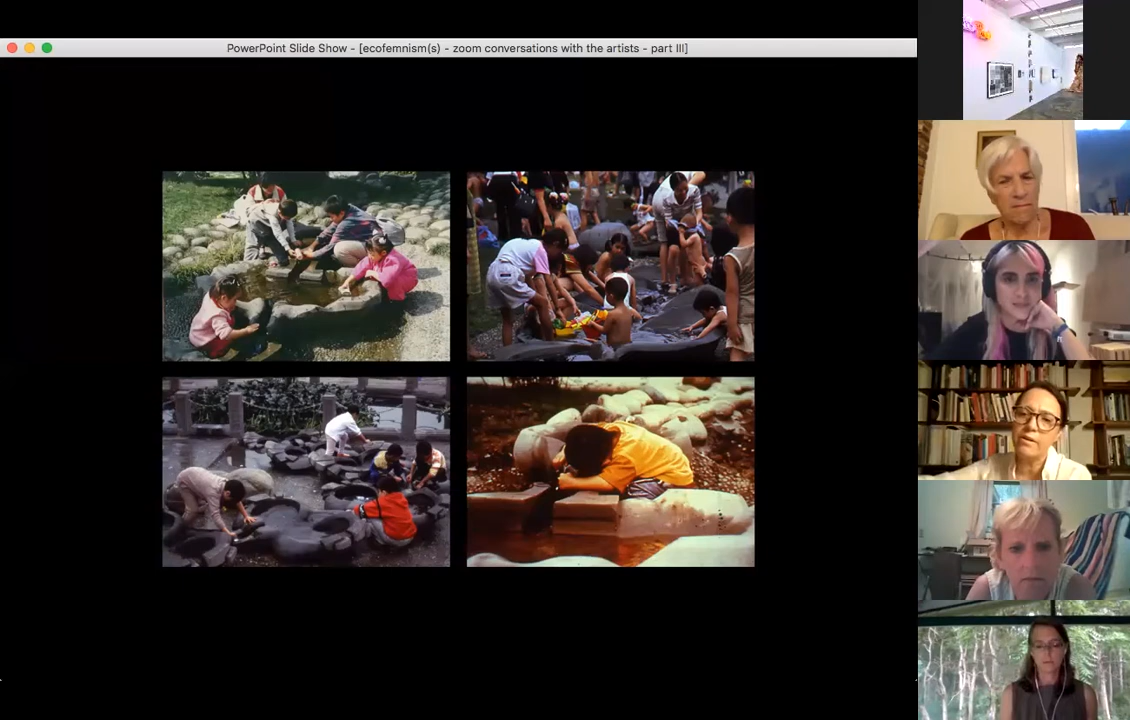 PowerPoint Slide Show - [ecofemnism(s) - zoom conversations with the artists - part III]